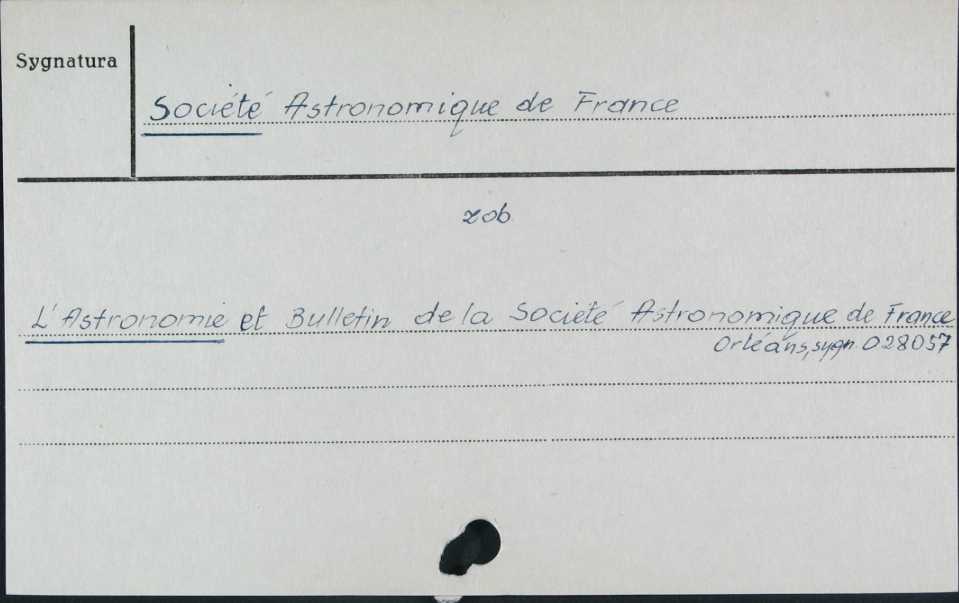 Sygnatura
Société Astronomique de France
zob.
L'Astronomie et Bulletin de la Société Astronomique de France
Orléans, sygn. 028057